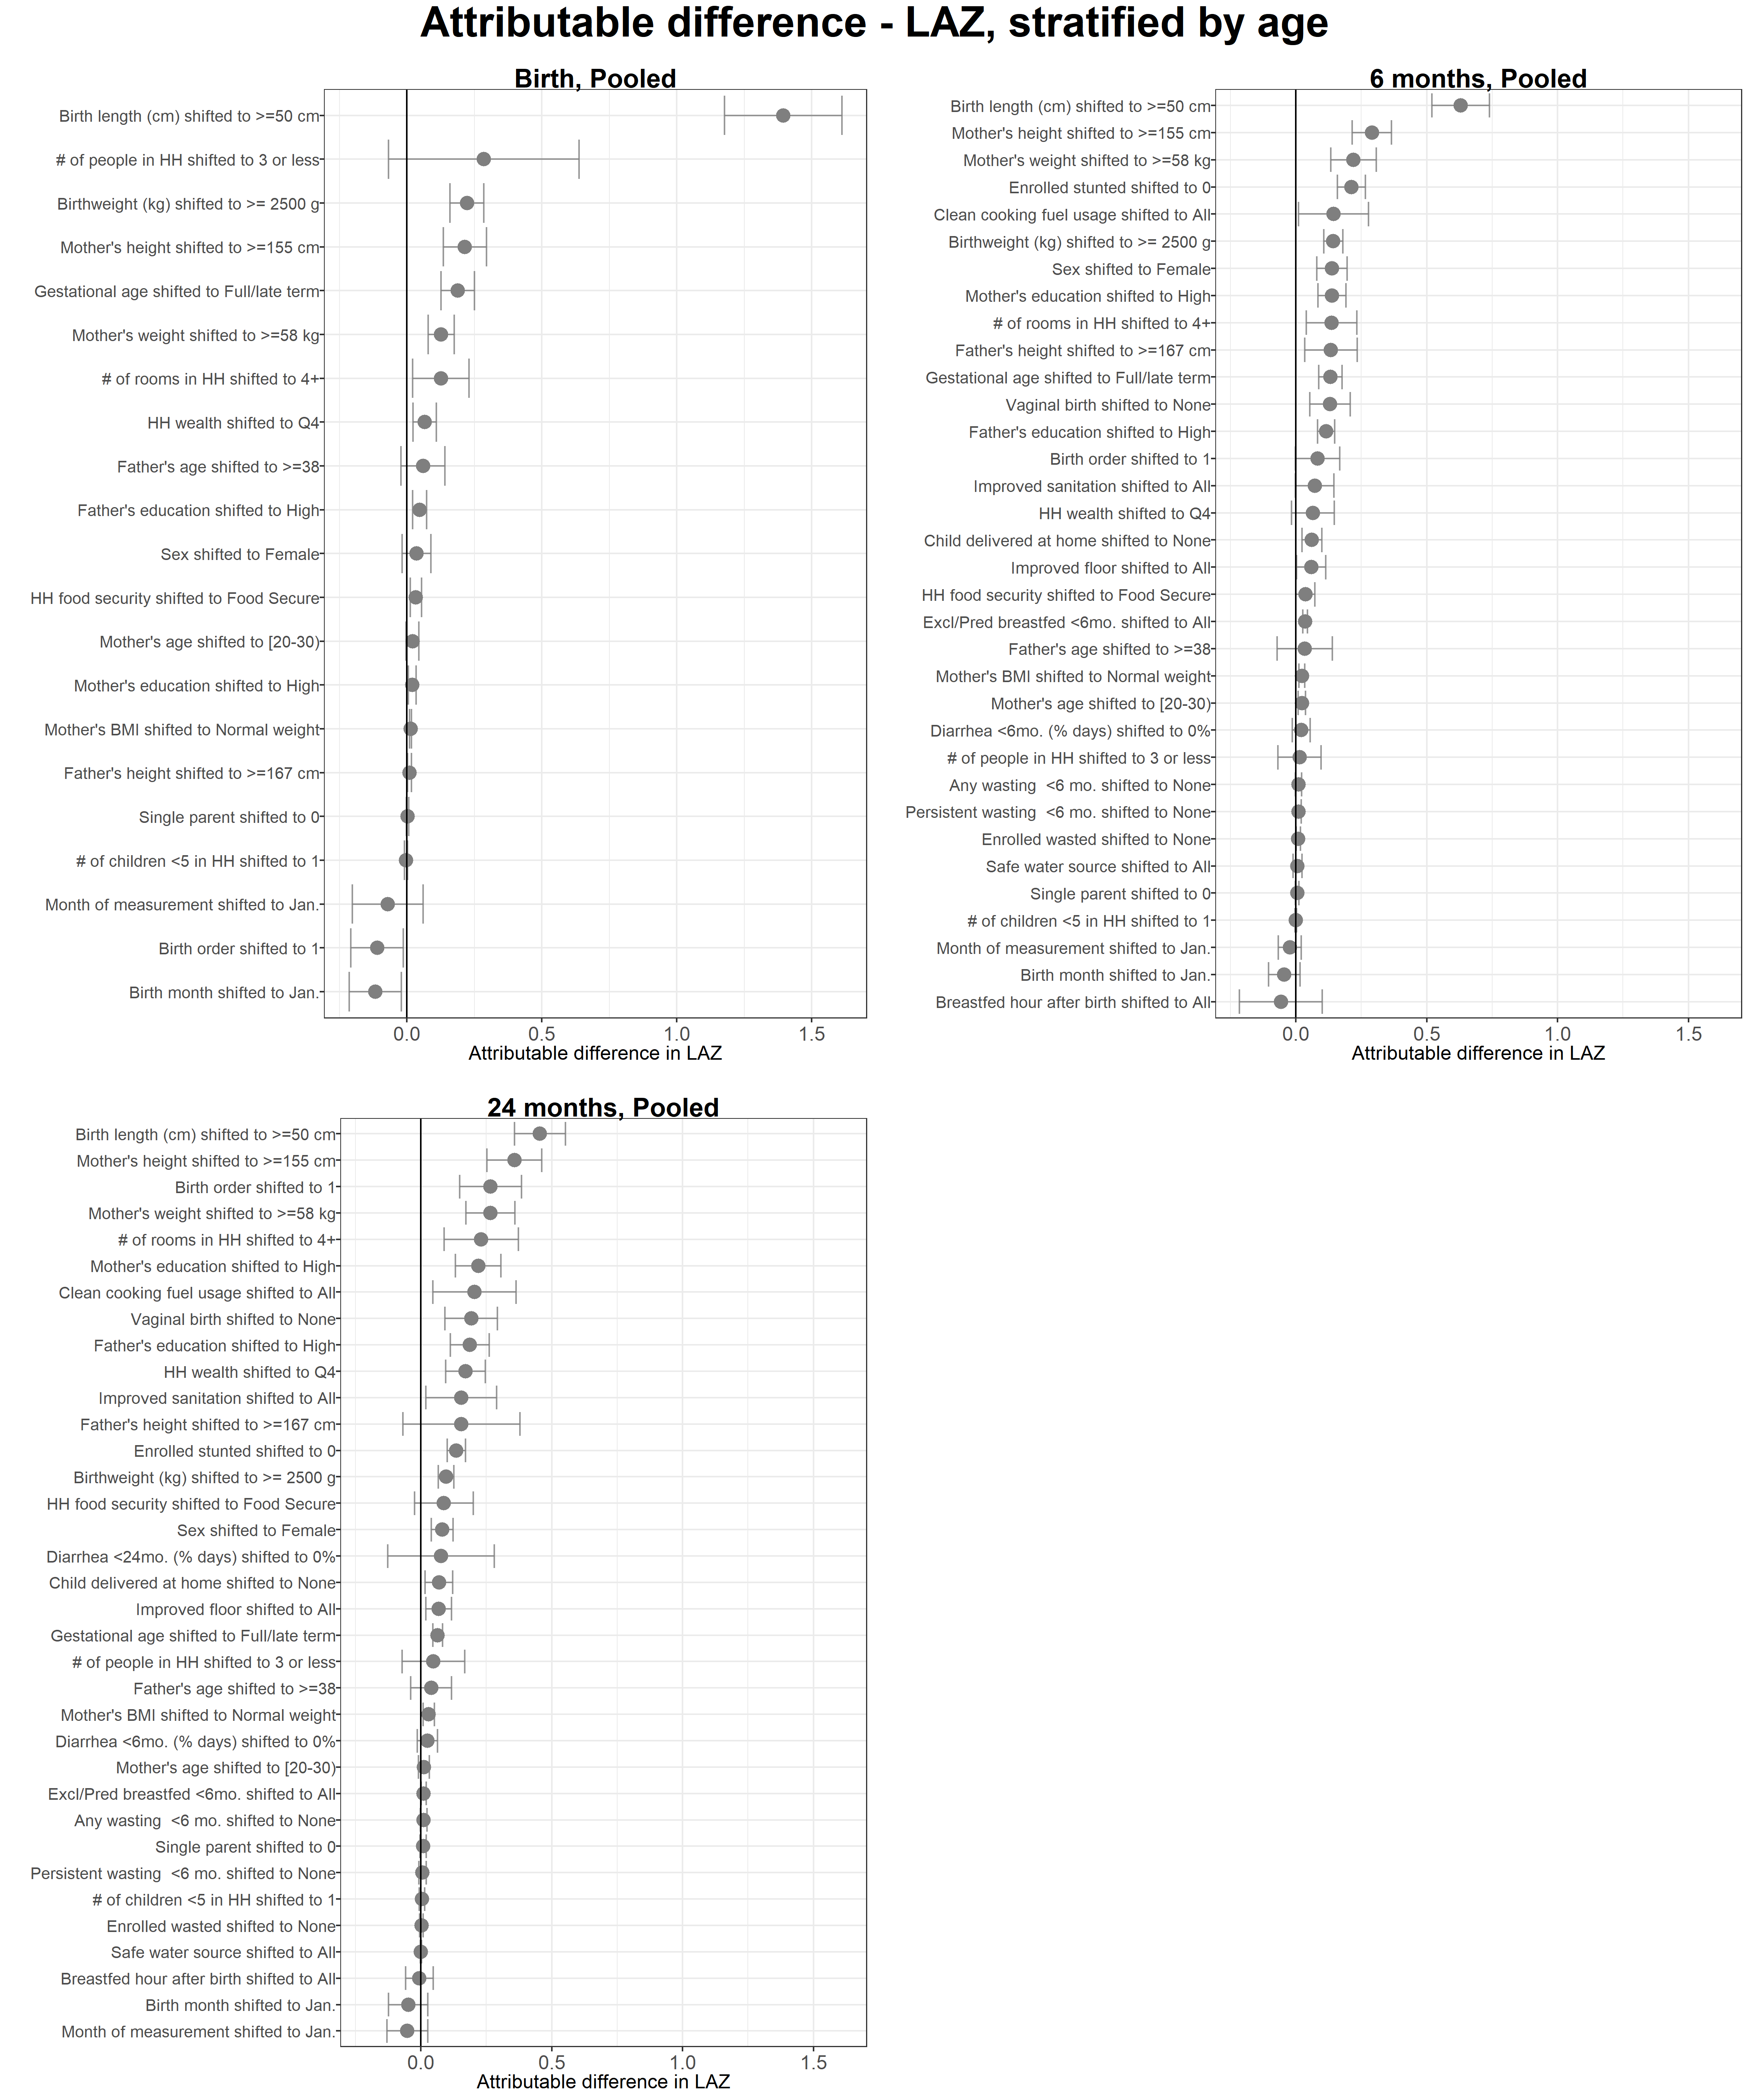 Attributable difference - LAZ, stratified by age
Birth, Pooled
Birth length (cm) shifted to >=50 cm
# of people in HH shifted to 3 or less
Birthweight (kg) shifted to >= 2500 g
Mother's height shifted to >=155 cm
Gestational age shifted to Full/late term
Mother's weight shifted to >=58 kg
# of rooms in HH shifted to 4+
HH wealth shifted to Q4
Father's age shifted to >=38
Father's education shifted to High
Sex shifted to Female
HH food security shifted to Food Secure
Mother's age shifted to [20-30)
Mother's education shifted to High
Mother's BMI shifted to Normal weight
Father's height shifted to >=167 cm
Single parent shifted to 0
# of children <5 in HH shifted to 1
Month of measurement shifted to Jan.
Birth order shifted to 1
Birth month shifted to Jan.
0.0 0.5 1.0 1.5
Attributable difference in LAZ
6 months, Pooled
Birth length (cm) shifted to >=50 cm
Mother's height shifted to >=155 cm
Mother's weight shifted to >=58 kg
Enrolled stunted shifted to 0
Clean cooking fuel usage shifted to All
Birthweight (kg) shifted to >= 2500 g
Sex shifted to Female
Mother's education shifted to High
# of rooms in HH shifted to 4+
Father's height shifted to >=167 cm
Gestational age shifted to Full/late term
Vaginal birth shifted to None
Father's education shifted to High
Birth order shifted to 1
Improved sanitation shifted to All
HH wealth shifted to Q4
Child delivered at home shifted to None
Improved floor shifted to All
HH food security shifted to Food Secure
Excl/Pred breastfed <6mo. shifted to All
Father's age shifted to >=38
Mother's BMI shifted to Normal weight
Mother's age shifted to [20-30)
Diarrhea <6mo. (% days) shifted to 0%
# of people in HH shifted to 3 or less
Any wasting  <6 mo. shifted to None
Persistent wasting  <6 mo. shifted to None
Enrolled wasted shifted to None
Safe water source shifted to All
Single parent shifted to 0
# of children <5 in HH shifted to 1
Month of measurement shifted to Jan.
Birth month shifted to Jan.
Breastfed hour after birth shifted to All
0.0 0.5 1.0 1.5
Attributable difference in LAZ
24 months, Pooled
Birth length (cm) shifted to >=50 cm
Mother's height shifted to >=155 cm
Birth order shifted to 1
Mother's weight shifted to >=58 kg
# of rooms in HH shifted to 4+
Mother's education shifted to High
Clean cooking fuel usage shifted to All
Vaginal birth shifted to None
Father's education shifted to High
HH wealth shifted to Q4
Improved sanitation shifted to All
Father's height shifted to >=167 cm
Enrolled stunted shifted to 0
Birthweight (kg) shifted to >= 2500 g
HH food security shifted to Food Secure
Sex shifted to Female
Diarrhea <24mo. (% days) shifted to 0%
Child delivered at home shifted to None
Improved floor shifted to All
Gestational age shifted to Full/late term
# of people in HH shifted to 3 or less
Father's age shifted to >=38
Mother's BMI shifted to Normal weight
Diarrhea <6mo. (% days) shifted to 0%
Mother's age shifted to [20-30)
Excl/Pred breastfed <6mo. shifted to All
Any wasting  <6 mo. shifted to None
Single parent shifted to 0
Persistent wasting  <6 mo. shifted to None
# of children <5 in HH shifted to 1
Enrolled wasted shifted to None
Safe water source shifted to All
Breastfed hour after birth shifted to All
Birth month shifted to Jan.
Month of measurement shifted to Jan.
0.0 0.5 1.0 1.5
Attributable difference in LAZ